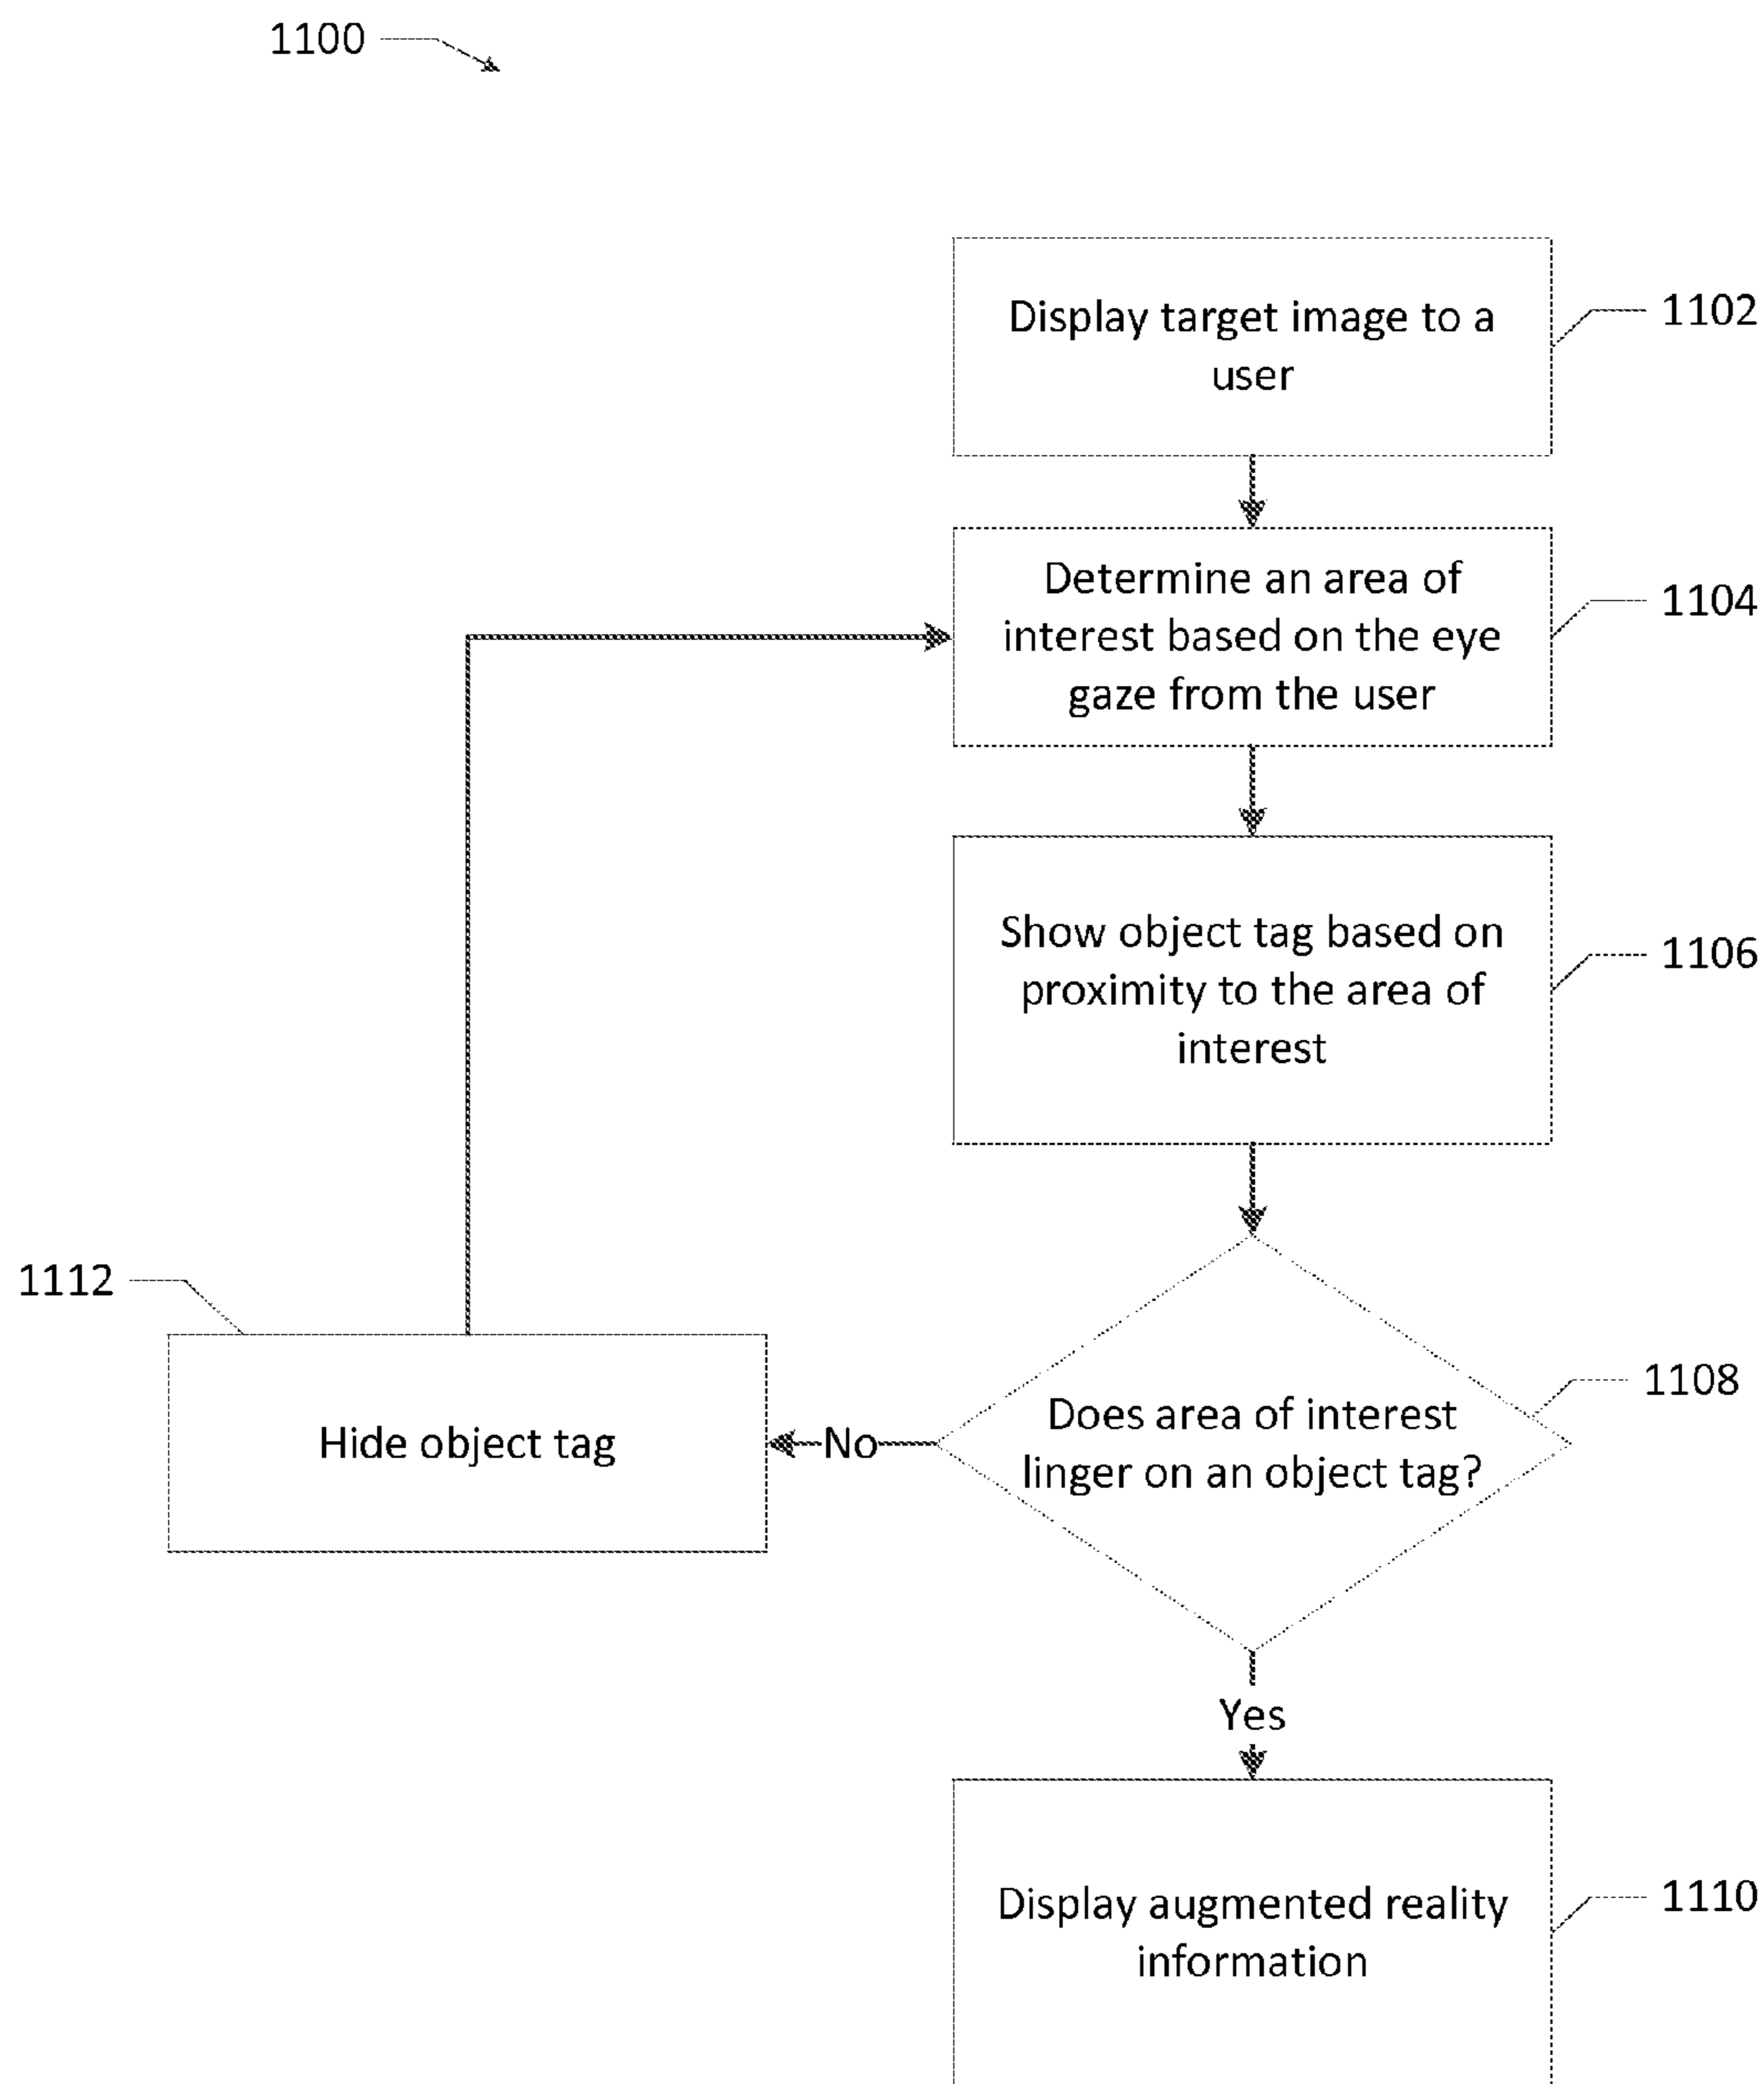 1100
Display target image to a
user
1102
Determine an area of
interest based on the eye
gaze from the user
1104
Show object tag based on
proximity to the area of
interest
1106
Does area of interest
linger on an object tag?
1108
No
Hide object tag
1112
Yes
Display augmented reality
information
1110